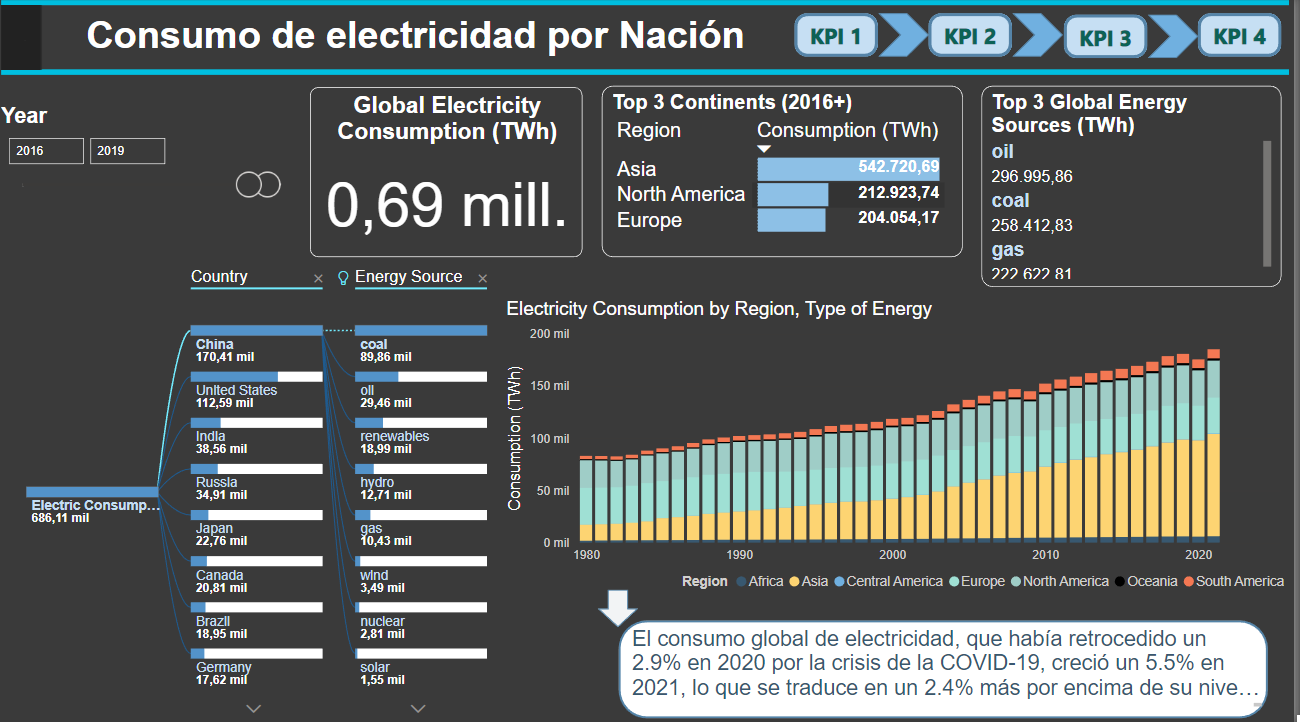 Consumo de electricidad por Nación
KPI 1
KPI 2
KPI 3
KPI 4
Year
2016
2019
Global Electricity
Consumption (TWh)
0,69 mill.
Top 3 Continents (2016+)
Region Consumption (TWh)
Asia 542.720,69
North America 212.923,74
Europe 204.054,17
Top 3 Global Energy
Sources (TWh)
oil
296.995,86
coal
258.412,83
gas
222.622,81
Country
Energy Source
Electric Consump...
686,11 mil
China
170,41 mil
United States
112,59 mil
India
38,56 mil
Russia
34,91 mil
Japan
22,76 mil
Canada
20,81 mil
Brazil
18,95 mil
Germany
17,62 mil
coal
89,86 mil
oil
29,46 mil
renewables
18,99 mil
hydro
12,71 mil
gas
10,43 mil
wind
3,49 mil
nuclear
2,81 mil
solar
1,55 mil
Electricity Consumption by Region, Type of Energy
Consumption (TWh)
200 mil
150 mil
100 mil
50 mil
0 mil
1980 1990 2000 2010 2020
Region Africa Asia Central America Europe North America Oceania South America
El consumo global de electricidad, que había retrocedido un
2.9% en 2020 por la crisis de la COVID-19, creció un 5.5% en
2021, lo que se traduce en un 2.4% más por encima de su nive…